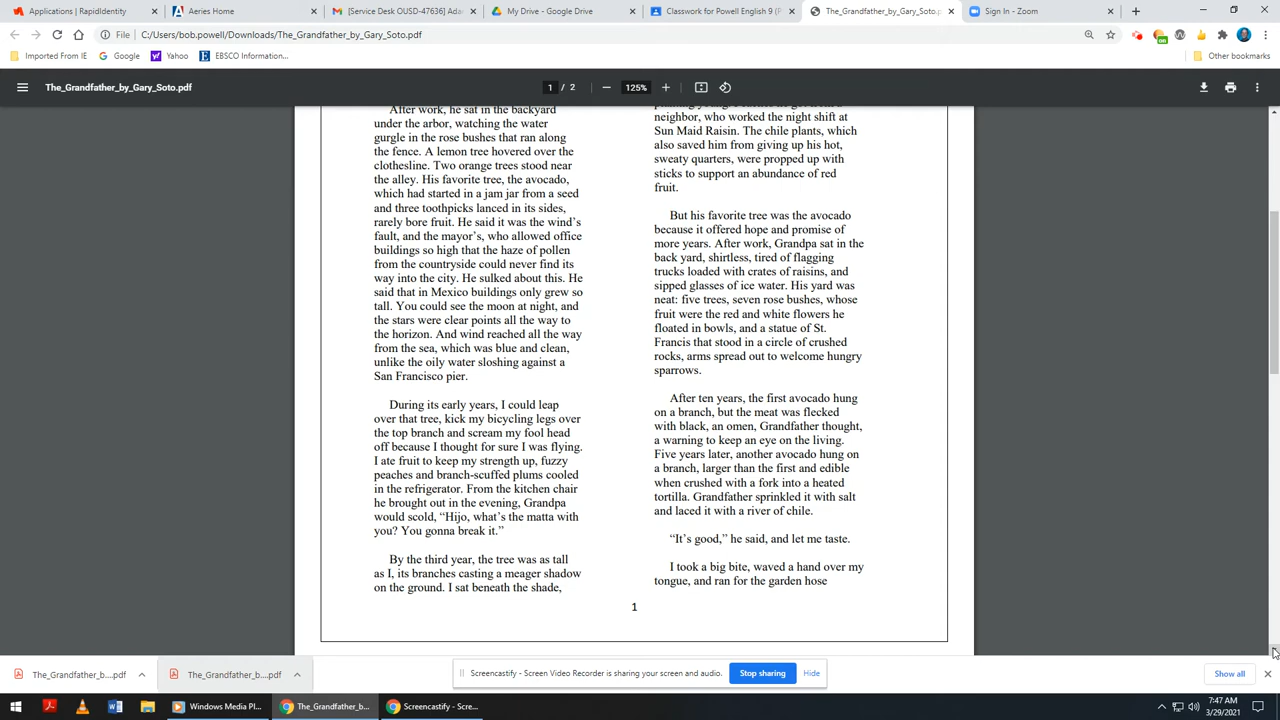 Applications | RapidIdentity
Aeries Home
[Service Desk OUSD-47636] Ada
My Drive - Google Drive
Classwork for Powell English 9 (P
The_Grandfather_by_Gary_Soto.p
Sign In - Zoom
File
C:/Users/bob.powell/Downloads/The_Grandfather_by_Gary_Soto.pdf
Imported From IE
Google
Yahoo
EBSCO Information...
Other bookmarks
The_Grandfather_by_Gary_Soto.pdf
1 / 2
125%
After work, he sat in the backyard
under the arbor, watching the water
gurgle in the rose bushes that ran along
the fence. A lemon tree hovered over the
clothesline. Two orange trees stood near
the alley. His favorite tree, the avocado,
which had started in a jam jar from a seed
and three toothpicks lanced in its sides,
rarely bore fruit. He said it was the wind’s
fault, and the mayor’s, who allowed office
buildings so high that the haze of pollen
from the countryside could never find its
way into the city. He sulked about this. He
said that in Mexico buildings only grew so
tall. You could see the moon at night, and
the stars were clear points all the way to
the horizon. And wind reached all the way
from the sea, which was blue and clean,
unlike the oily water sloshing against a
San Francisco pier.
During its early years, I could leap
over that tree, kick my bicycling legs over
the top branch and scream my fool head
off because I thought for sure I was flying.
I ate fruit to keep my strength up, fuzzy
peaches and branch-scuffed plums cooled
in the refrigerator. From the kitchen chair
he brought out in the evening, Grandpa
would scold, “Hijo, what’s the matta with
you? You gonna break it.”
By the third year, the tree was as tall
as I, its branches casting a meager shadow
on the ground. I sat beneath the shade,
neighbor, who worked the night shift at
Sun Maid Raisin. The chile plants, which
also saved him from giving up his hot,
sweaty quarters, were propped up with
sticks to support an abundance of red
fruit.
But his favorite tree was the avocado
because it offered hope and promise of
more years. After work, Grandpa sat in the
back yard, shirtless, tired of flagging
trucks loaded with crates of raisins, and
sipped glasses of ice water. His yard was
neat: five trees, seven rose bushes, whose
fruit were the red and white flowers he
floated in bowls, and a statue of St.
Francis that stood in a circle of crushed
rocks, arms spread out to welcome hungry
sparrows.
After ten years, the first avocado hung
on a branch, but the meat was flecked
with black, an omen, Grandfather thought,
a warning to keep an eye on the living.
Five years later, another avocado hung on
a branch, larger than the first and edible
when crushed with a fork into a heated
tortilla. Grandfather sprinkled it with salt
and laced it with a river of chile.
“It’s good,” he said, and let me taste.
I took a big bite, waved a hand over my
tongue, and ran for the garden hose
1
The_Grandfather_b....pdf
The_Grandfather_b....pdf
Screencastify - Screen Video Recorder is sharing your screen and audio.
Stop sharing
Hide
Show all
Windows Media Pl...
The_Grandfather_b...
Screencastify - Scre...
7:47 AM
3/29/2021